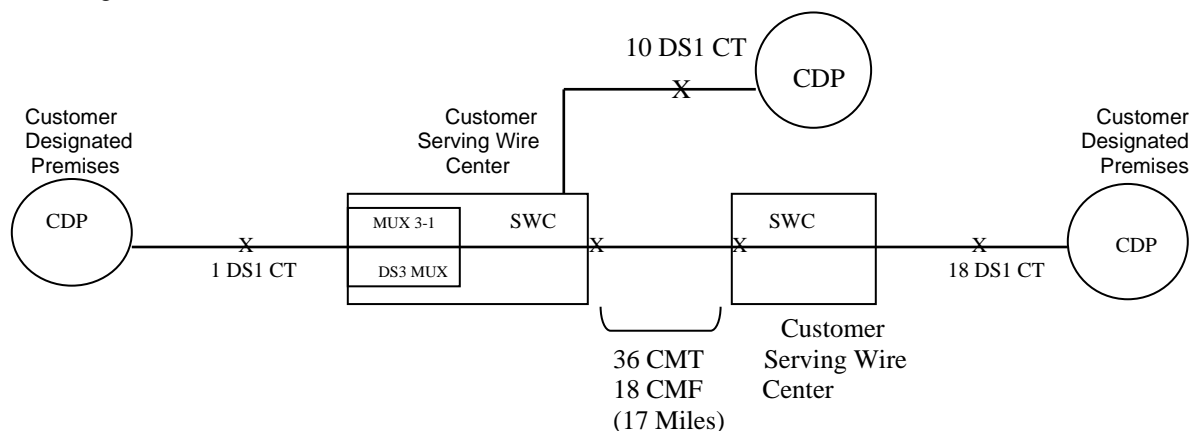 10 DS1 CT
CDP
Customer
Designated
Premises
Customer
Serving Wire
Center
Customer
Designated
Premises
CDP
MUX 3-1
SWC
SWC
CDP
X
X
X
X
X
1 DS1 CT
DS3 MUX
18 DS1 CT
36 CMT
18 CMF
(17 Miles)
Customer
Serving Wire
Center